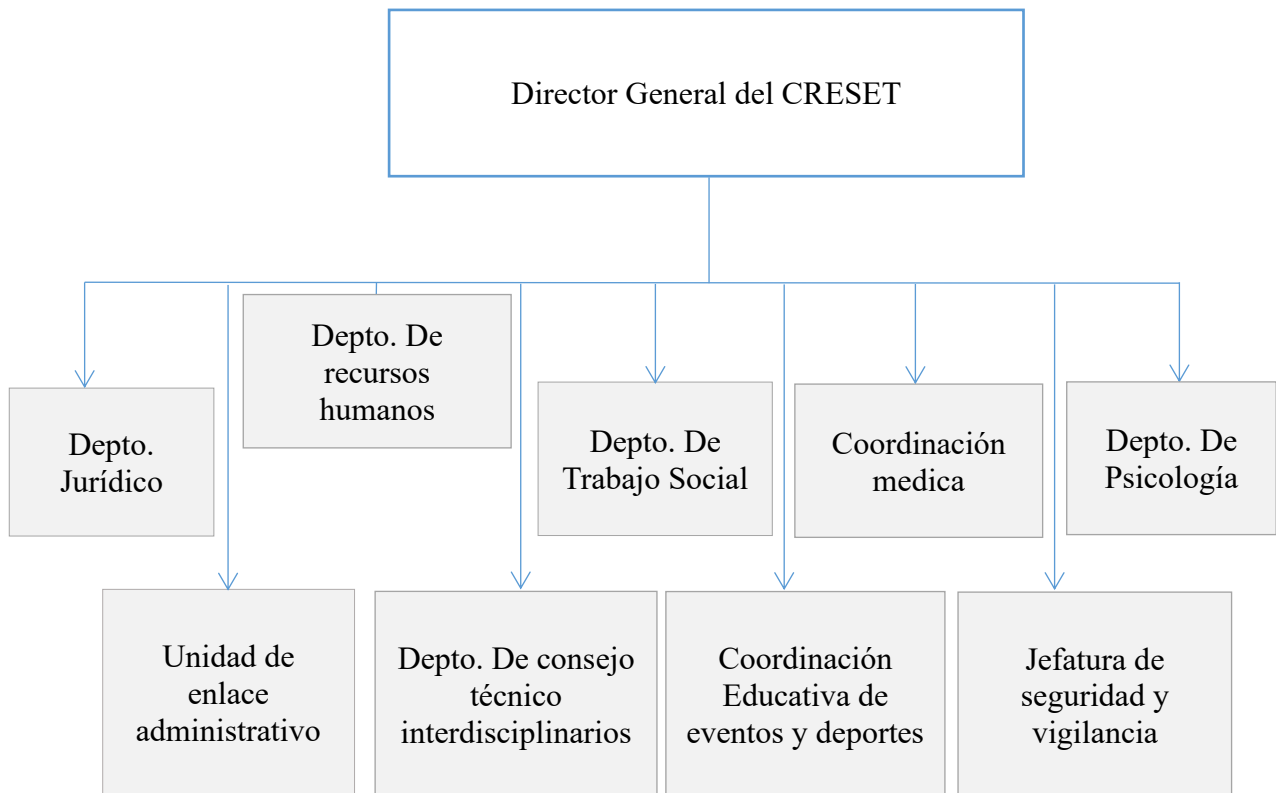 Director General del CRESET
Depto. De
recursos
humanos
Depto.
Jurídico
Depto. De
Trabajo Social
Coordinación
medica
Depto. De
Psicología
Unidad de
enlace
administrativo
Depto. De consejo
técnico
interdisciplinarios
Coordinación
Educativa de
eventos y deportes
Jefatura de
seguridad y
vigilancia